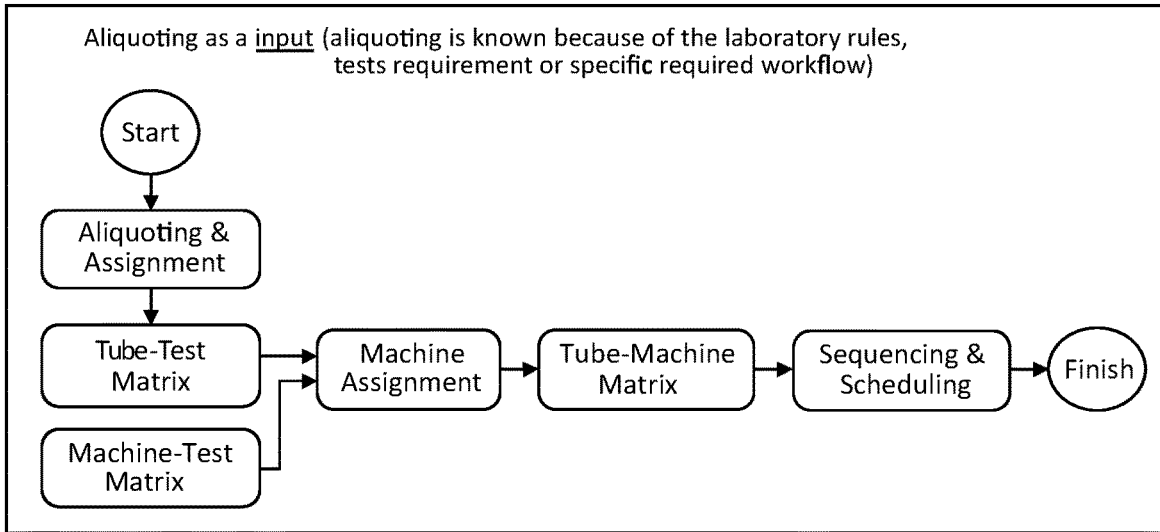 Aliquoting as a input (aliquoting is known because of the laboratory rules,
tests requirement or specific required workflow)
Start
Aliquoting &
Assignment
Tube-Test
Matrix
Machine-Test
Matrix
Machine
Assignment
Tube-Machine
Matrix
Sequencing &
Scheduling
Finish